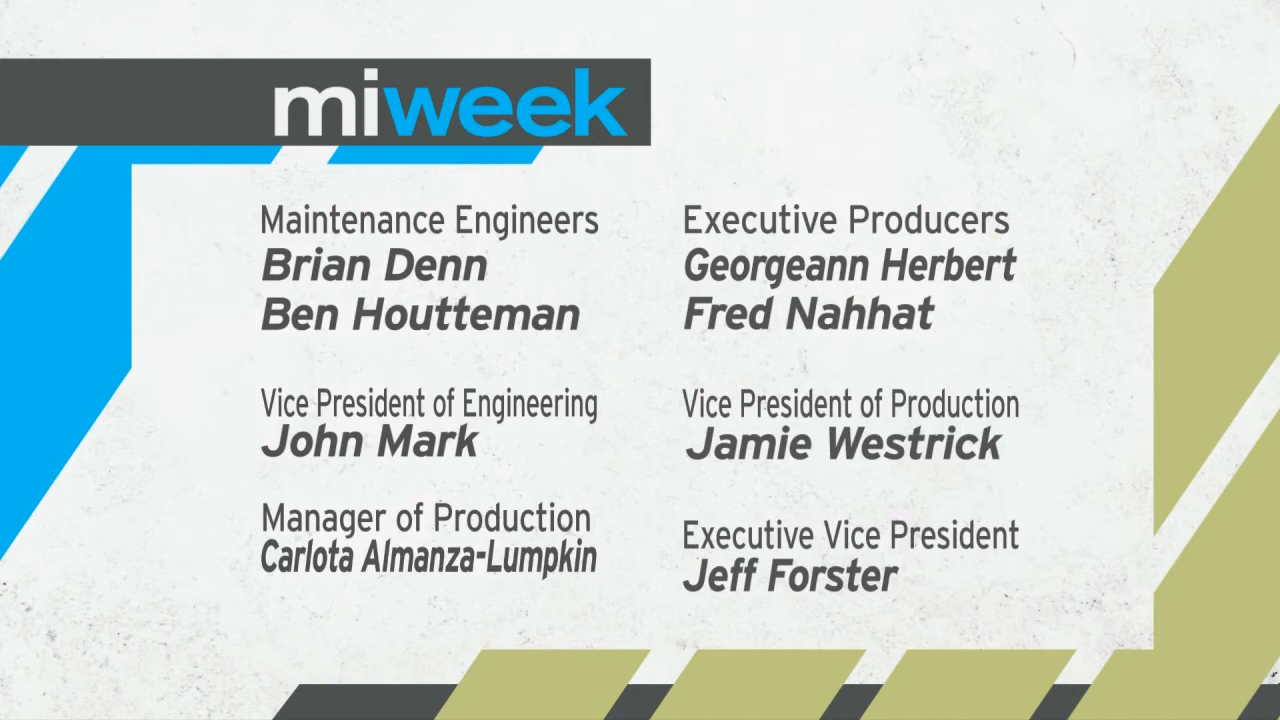 miweek
Maintenance Engineers
Brian Denn
Ben Houtteman
Vice President of Engineering
John Mark
Manager of Production
Carlota Almanza-Lumpkin
Executive Producers
Georgeann Herbert
Fred Nahhat
Vice President of Production
Jamie Westrick
Executive Vice President
Jeff Forster